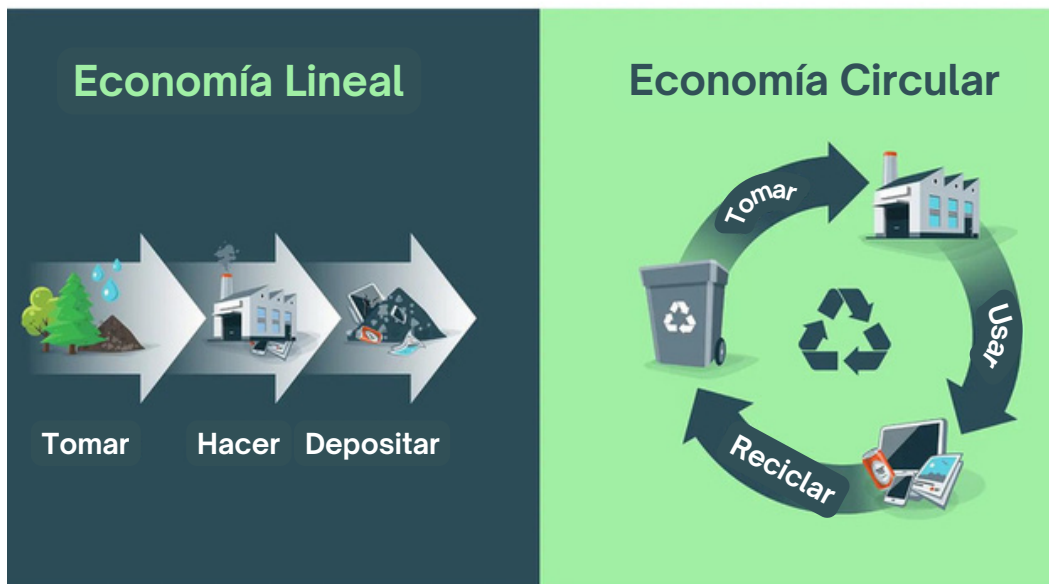 Economía Lineal
Tomar
Hacer
Depositar
Economía Circular
Tomar
Usar
Reciclar